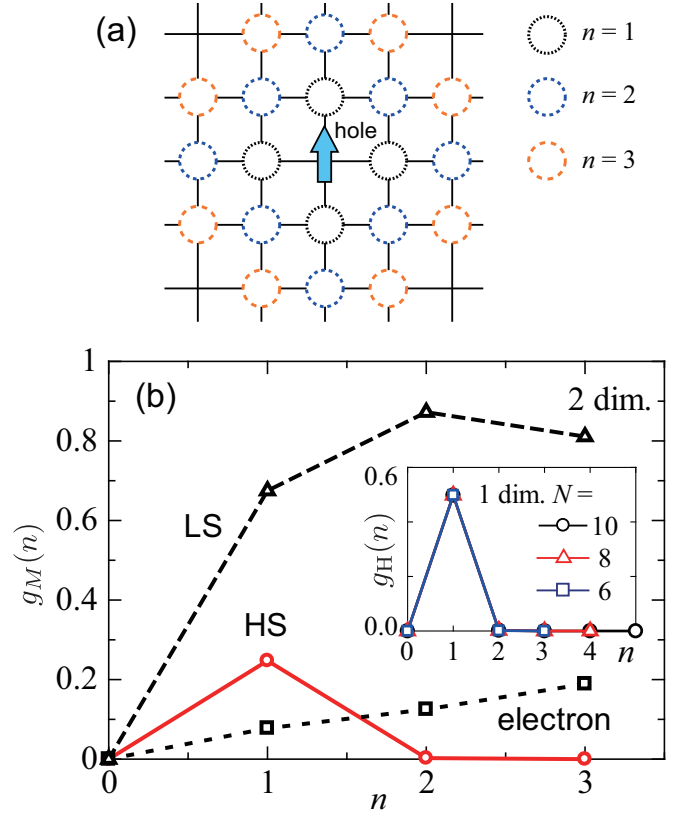 (a)
hole
n = 1
n = 2
n = 3
(b)
2 dim.
LS
HS
electron
g_M(n)
1
0.8
0.6
0.4
0.2
0
0 1 2 3
n
1 dim. N =
10
8
6
g_H(n)
0.6
0.0
0 1 2 3 4 n